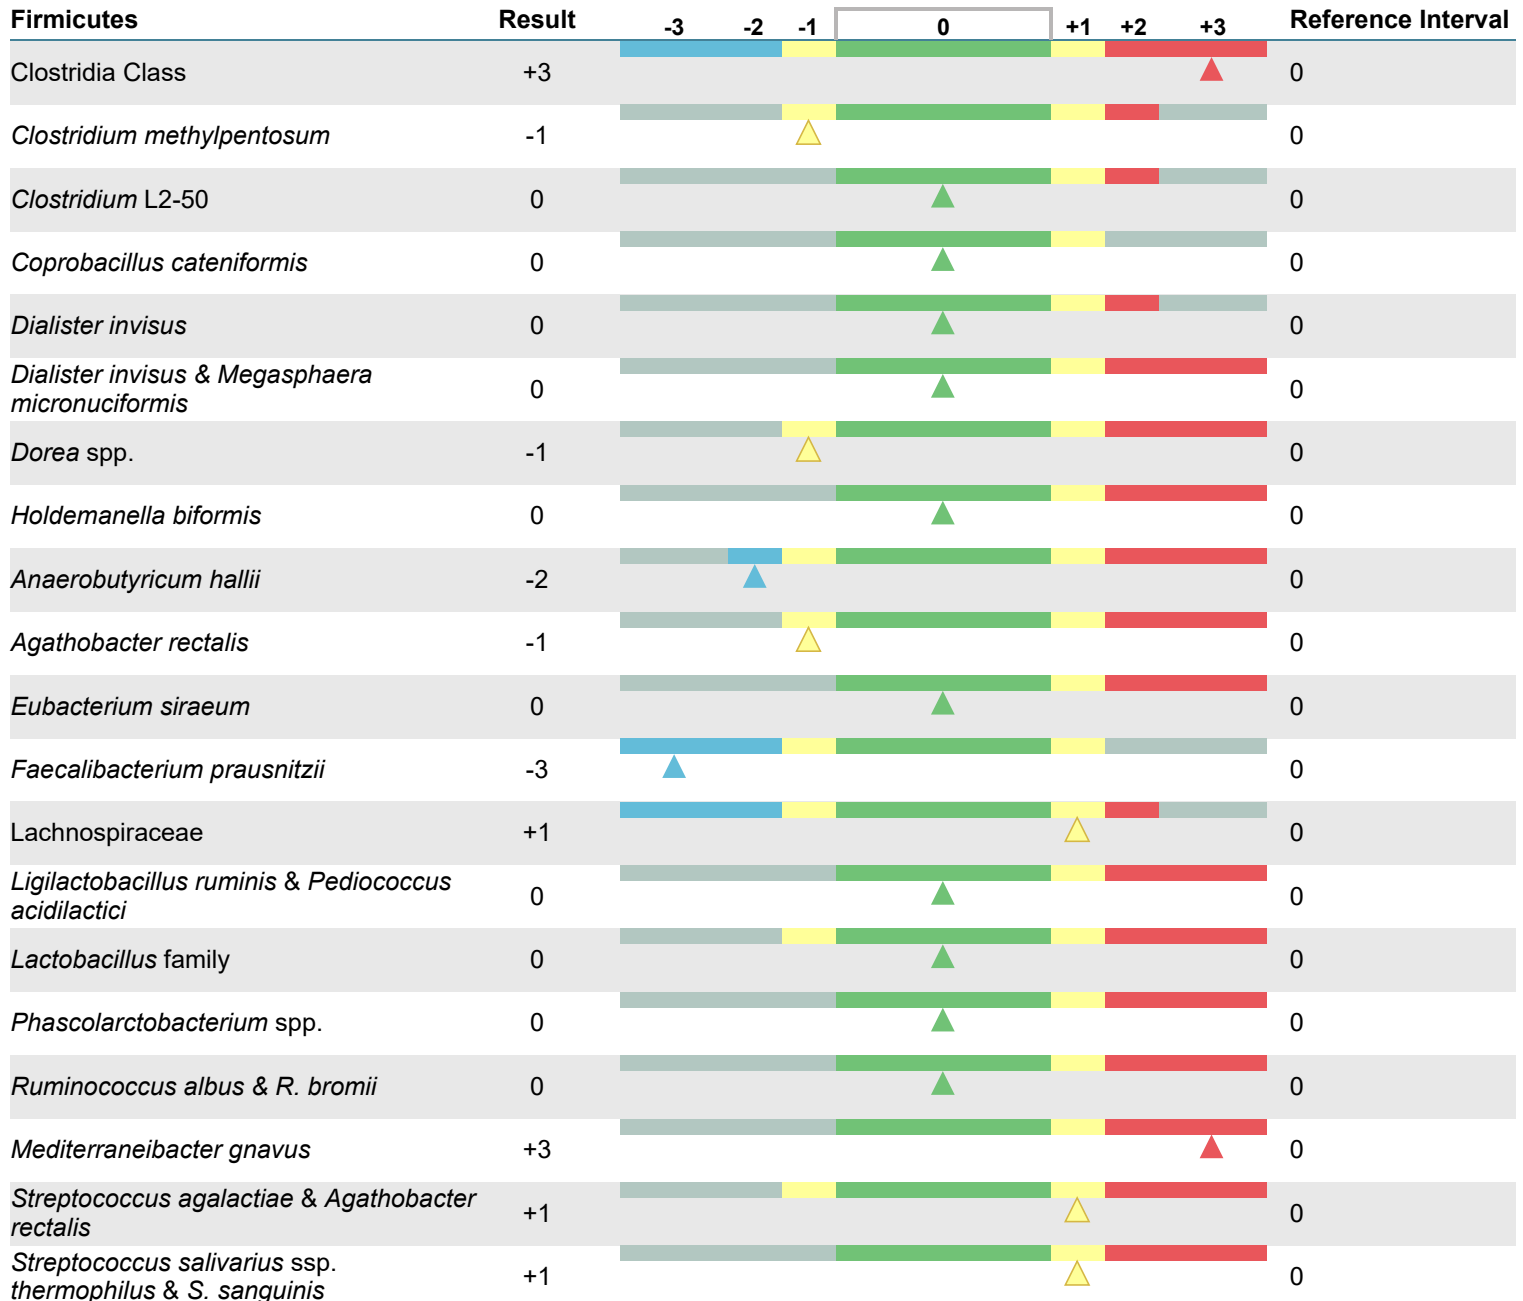 Firmicutes Result -3 -2 -1 0 +1 +2 +3 Reference Interval
Clostridia Class +3 0
Clostridium methylpentosum -1 0
Clostridium L2-50 0 0
Coprobacillus cateniformis 0 0
Dialister invisus 0 0
Dialister invisus & Megasphaera
micronuciformis 0 0
Dorea spp. -1 0
Holdemanella biformis 0 0
Anaerobutyricum hallii -2 0
Agathobacter rectalis -1 0
Eubacterium siraeum 0 0
Faecalibacterium prausnitzii -3 0
Lachnospiraceae +1 0
Ligilactobacillus ruminis & Pediococcus
acidilactici 0 0
Lactobacillus family 0 0
Phascolarctobacterium spp. 0 0
Ruminococcus albus & R. bromii 0 0
Mediterraneibacter gnavus +3 0
Streptococcus agalactiae & Agathobacter
rectalis +1 0
Streptococcus salivarius ssp.
thermophilus & S. sanguinis +1 0